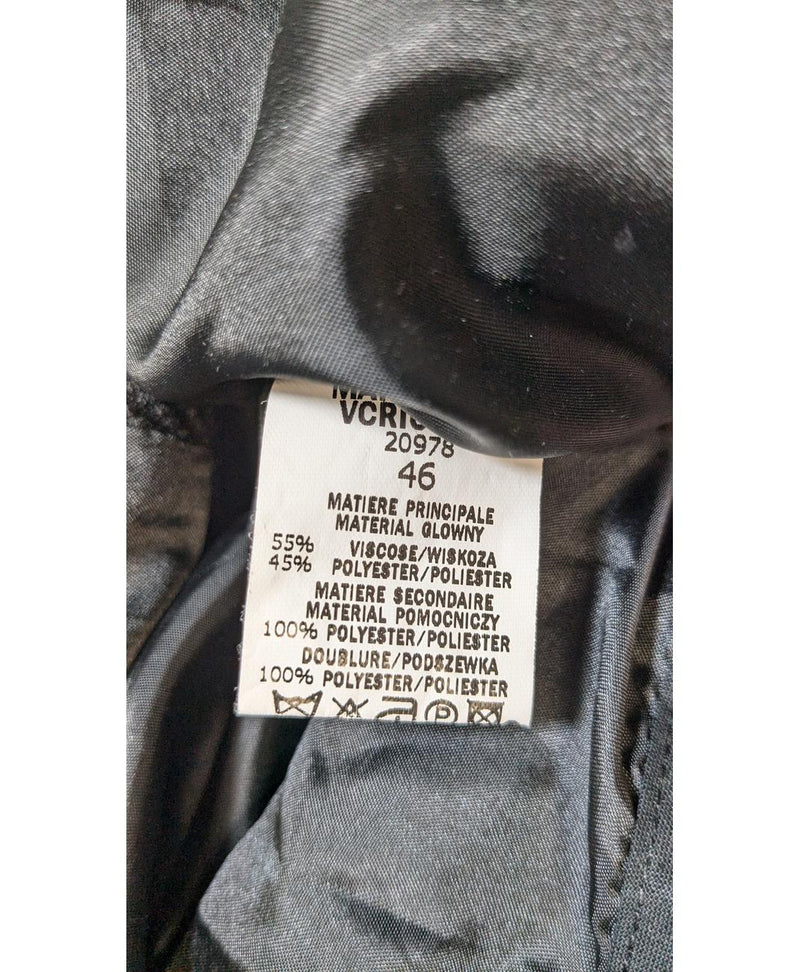 20978
46
MATIERE PRINCIPALE
MATERIAL GLOWNY
55% VISCOSE/WISKOZA
45% POLYESTER/POLIESTER
MATIERE SECONDAIRE
MATERIAL POMOCNICZY
100% POLYESTER/POLIESTER
DOUBLURE/PODSZEWKA
100% POLYESTER/POLIESTER
P